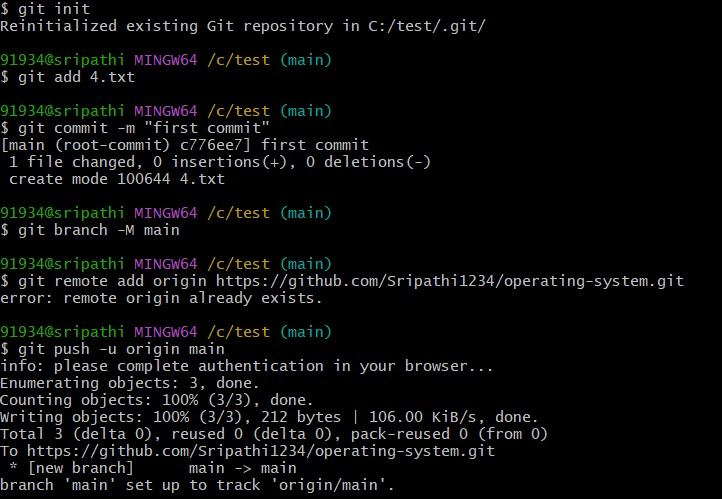 $ git init
Reinitialized existing Git repository in C:/test/.git/
91934@sripathi MINGW64 /c/test (main)
$ git add 4.txt
91934@sripathi MINGW64 /c/test (main)
$ git commit -m "first commit"
[main (root-commit) c776ee7] first commit
 1 file changed, 0 insertions(+), 0 deletions(-)
 create mode 100644 4.txt
91934@sripathi MINGW64 /c/test (main)
$ git branch -M main
91934@sripathi MINGW64 /c/test (main)
$ git remote add origin https://github.com/Sripathi1234/operating-system.git
error: remote origin already exists.
91934@sripathi MINGW64 /c/test (main)
$ git push -u origin main
info: please complete authentication in your browser...
Enumerating objects: 3, done.
Counting objects: 100% (3/3), done.
Writing objects: 100% (3/3), 212 bytes | 106.00 KiB/s, done.
Total 3 (delta 0), reused 0 (delta 0), pack-reused 0 (from 0)
To https://github.com/Sripathi1234/operating-system.git
 * [new branch]      main -> main
branch 'main' set up to track 'origin/main'.